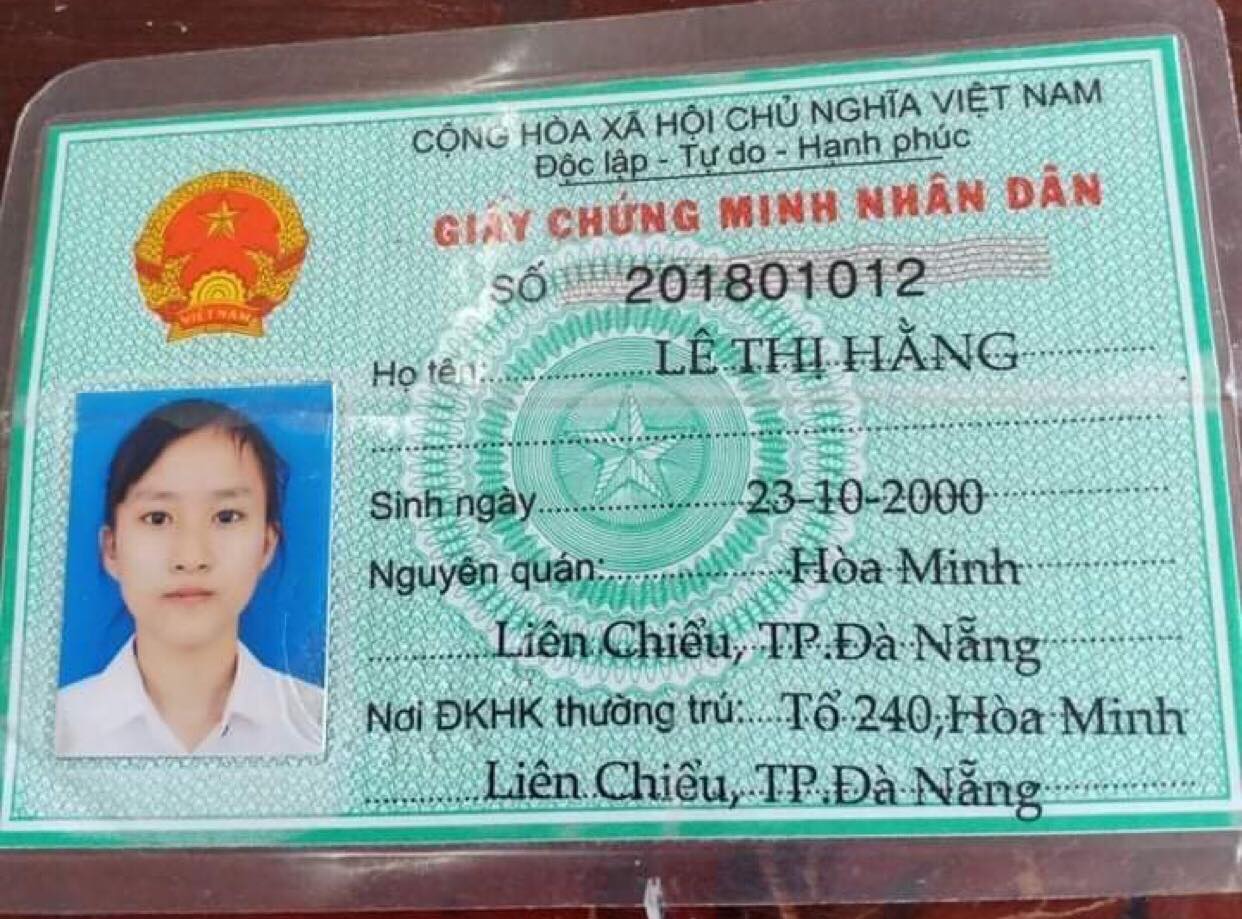 CỘNG HÒA XÃ HỘI CHỦ NGHĨA VIỆT NAM
Độc lập - Tự do - Hạnh phúc
GIẤY CHỨNG MINH NHÂN DÂN
SỐ 201801012
VIỆT NAM
Họ tên: LÊ THỊ HẰNG
Sinh ngày 23-10-2000
Nguyên quán: Hòa Minh
Liên Chiểu, TP.Đà Nẵng
Nơi ĐKHK thường trú: Tổ 240,Hòa Minh
Liên Chiểu, TP.Đà Nẵng